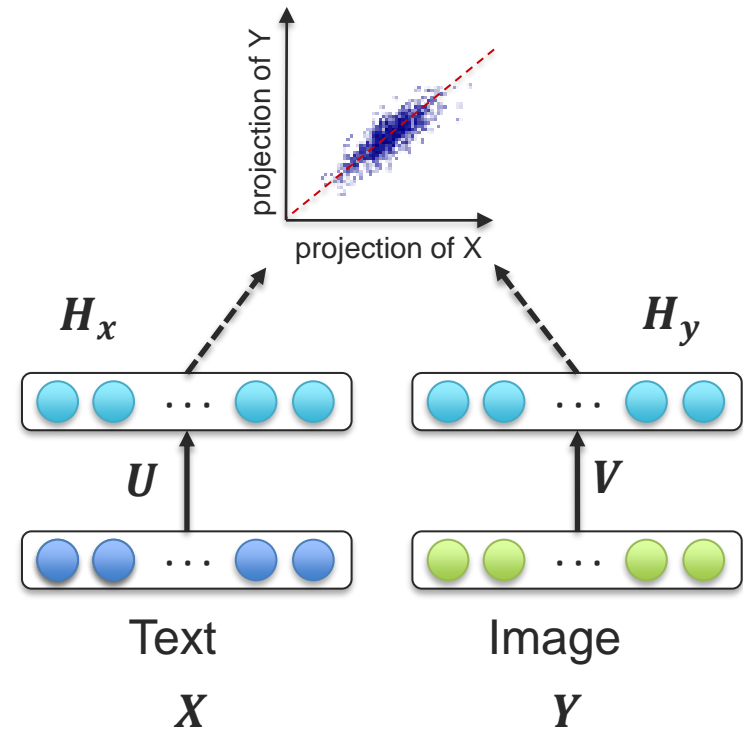 projection of Y
projection of X
H_x
H_y
. . .
. . .
U
V
. . .
. . .
Text
Image
X
Y